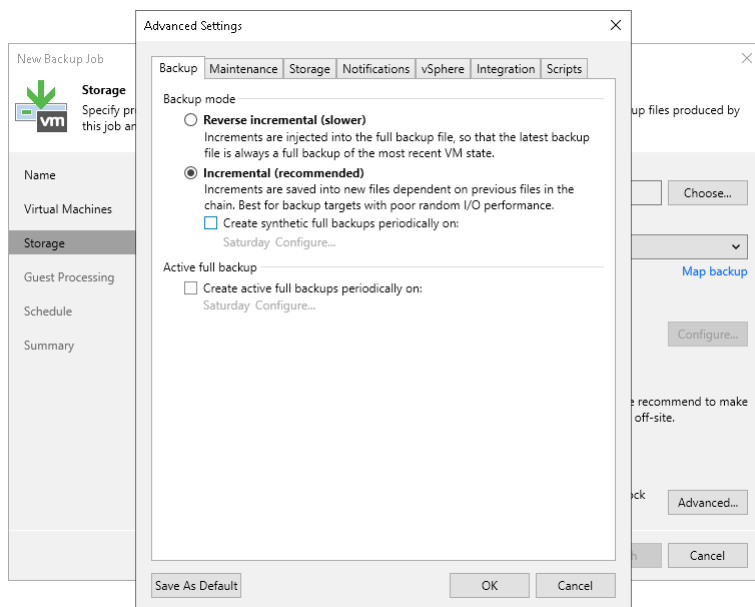 Advanced Settings
New Backup Job
Storage
Specify
this job
up files produced by
vm
Backup
Maintenance
Storage
Notifications
vSphere
Integration
Scripts
Backup mode
Reverse incremental (slower)
Increments are injected into the full backup file, so that the latest backup
file is always a full backup of the most recent VM state.
Incremental (recommended)
Increments are saved into new files dependent on previous files in the
chain. Best for backup targets with poor random I/O performance.
Create synthetic full backups periodically on:
Saturday Configure...
Active full backup
Create active full backups periodically on:
Saturday Configure...
Name
Virtual Machines
Storage
Guest Processing
Schedule
Summary
Choose...
Map backup
Configure...
recommend to make
off-site.
Advanced...
Cancel
Save As Default
OK
Cancel